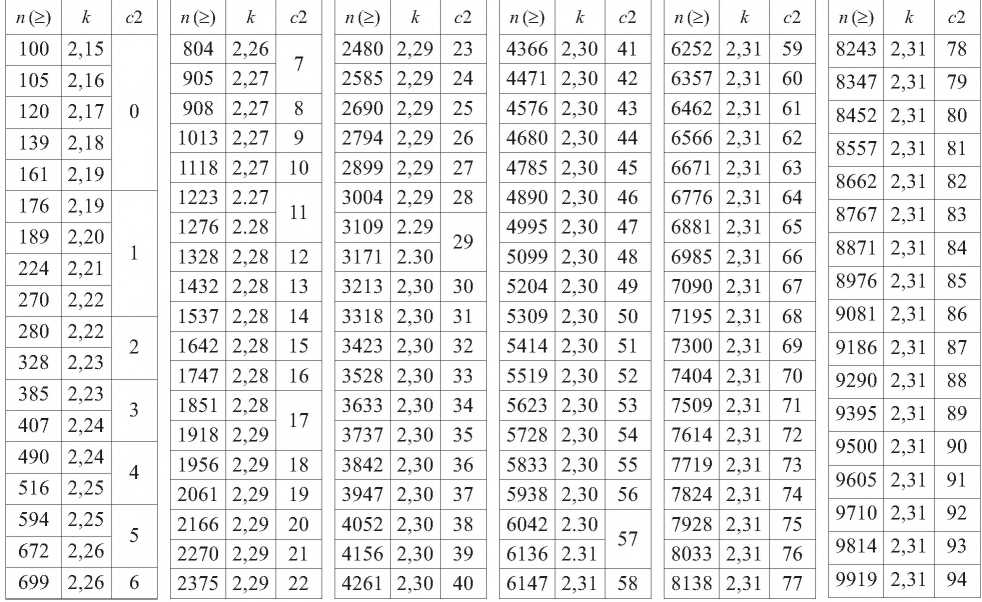 n (≥) k c2
100 2,15 0
105 2,16
120 2,17
139 2,18
161 2,19
176 2,19 1
189 2,20
224 2,21
270 2,22
280 2,22 2
328 2,23
385 2,23 3
407 2,24
490 2,24 4
516 2,25
594 2,25 5
672 2,26
699 2,26 6
n (≥) k c2
804 2,26 7
905 2,27
908 2,27 8
1013 2,27 9
1118 2,27 10
1223 2.27 11
1276 2.28
1328 2,28 12
1432 2,28 13
1537 2,28 14
1642 2,28 15
1747 2,28 16
1851 2,28 17
1918 2,29
1956 2,29 18
2061 2,29 19
2166 2,29 20
2270 2,29 21
2375 2,29 22
n (≥) k c2
2480 2,29 23
2585 2,29 24
2690 2,29 25
2794 2,29 26
2899 2,29 27
3004 2,29 28
3109 2.29 29
3171 2.30
3213 2,30 30
3318 2,30 31
3423 2,30 32
3528 2,30 33
3633 2,30 34
3737 2,30 35
3842 2,30 36
3947 2,30 37
4052 2,30 38
4156 2,30 39
4261 2,30 40
n (≥) k c2
4366 2,30 41
4471 2,30 42
4576 2,30 43
4680 2,30 44
4785 2,30 45
4890 2,30 46
4995 2,30 47
5099 2,30 48
5204 2,30 49
5309 2,30 50
5414 2,30 51
5519 2,30 52
5623 2,30 53
5728 2,30 54
5833 2,30 55
5938 2,30 56
6042 2.30 57
6136 2.31
6147 2,31 58
n (≥) k c2
6252 2,31 59
6357 2,31 60
6462 2,31 61
6566 2,31 62
6671 2,31 63
6776 2,31 64
6881 2,31 65
6985 2,31 66
7090 2,31 67
7195 2,31 68
7300 2,31 69
7404 2,31 70
7509 2,31 71
7614 2,31 72
7719 2,31 73
7824 2,31 74
7928 2,31 75
8033 2,31 76
8138 2,31 77
n (≥) k c2
8243 2,31 78
8347 2,31 79
8452 2,31 80
8557 2,31 81
8662 2,31 82
8767 2,31 83
8871 2,31 84
8976 2,31 85
9081 2,31 86
9186 2,31 87
9290 2,31 88
9395 2,31 89
9500 2,31 90
9605 2,31 91
9710 2,31 92
9814 2,31 93
9919 2,31 94